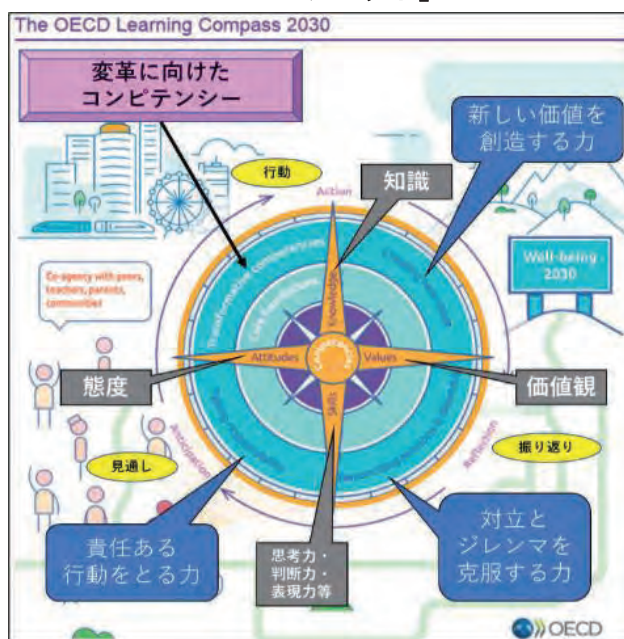 The OECD Learning Compass 2030
変革に向けた
コンピテンシー
新しい価値を
創造する力
行動
Action
知識
Co-agency with peers,
teachers, parents,
communities
Well-being
2030
Transformative competencies
Core foundations
Knowledge
Attitudes
Competencies
Values
Skills
態度
価値観
Anticipation
Reflection
見通し
振り返り
責任ある
行動をとる力
思考力・
判断力・
表現力等
対立と
ジレンマを
克服する力
OECD